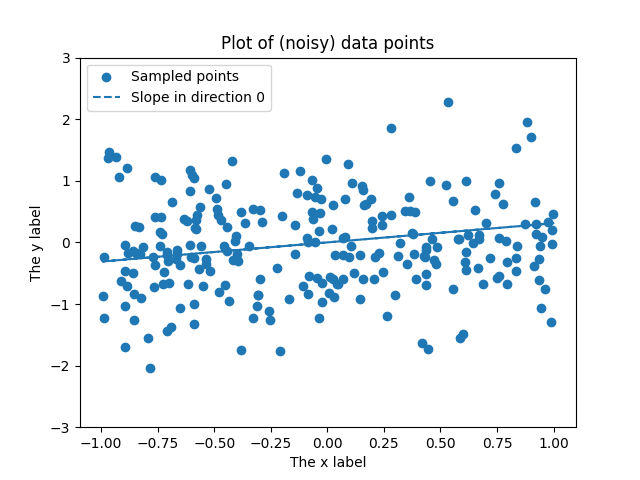 Plot of (noisy) data points
Sampled points
Slope in direction 0
The y label
3
2
1
0
−1
−2
−3
−1.00 −0.75 −0.50 −0.25 0.00 0.25 0.50 0.75 1.00
The x label